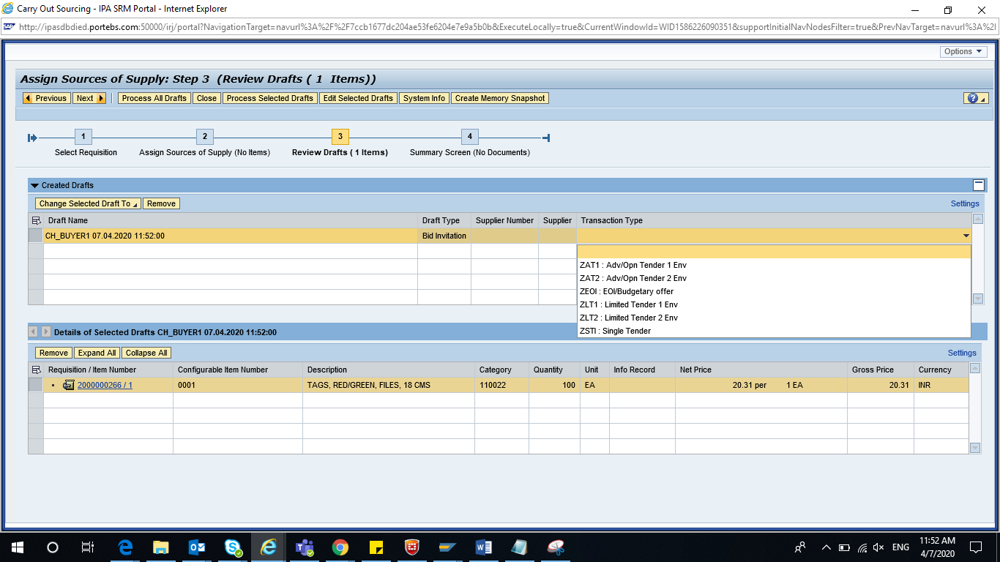 Carry Out Sourcing - IPA SRM Portal - Internet Explorer
http://ipasdbdied.portebs.com:50000/irj/portal?NavigationTarget=navurl%3A%2F%2F7ccb1677dc204ae53fe6204e7e9a5b0b&ExecuteLocally=true&CurrentWindowId=WID1586226090351&supportInitialNavNodesFilter=true&PrevNavTarget=navurl%3A%2F
Options
Assign Sources of Supply: Step 3 (Review Drafts ( 1 Items))
Previous Next Process All Drafts Close Process Selected Drafts Edit Selected Drafts System Info Create Memory Snapshot ?
1 2 3 4
Select Requisition Assign Sources of Supply (No Items) Review Drafts ( 1 Items) Summary Screen (No Documents)
Created Drafts
Change Selected Draft To Remove Settings
Draft Name Draft Type Supplier Number Supplier Transaction Type
CH_BUYER1 07.04.2020 11:52:00 Bid Invitation
ZAT1 : Adv/Opn Tender 1 Env
ZAT2 : Adv/Opn Tender 2 Env
ZEOI : EOI/Budgetary offer
ZLT1 : Limited Tender 1 Env
ZLT2 : Limited Tender 2 Env
ZSTI : Single Tender
Details of Selected Drafts CH_BUYER1 07.04.2020 11:52:00
Remove Expand All Collapse All Settings
Requisition / Item Number Configurable Item Number Description Category Quantity Unit Info Record Net Price Gross Price Currency
2000000266 / 1 0001 TAGS, RED/GREEN, FILES, 18 CMS 110022 100 EA 20.31 per 1 EA 20.31 INR
ENG
11:52 AM
4/7/2020